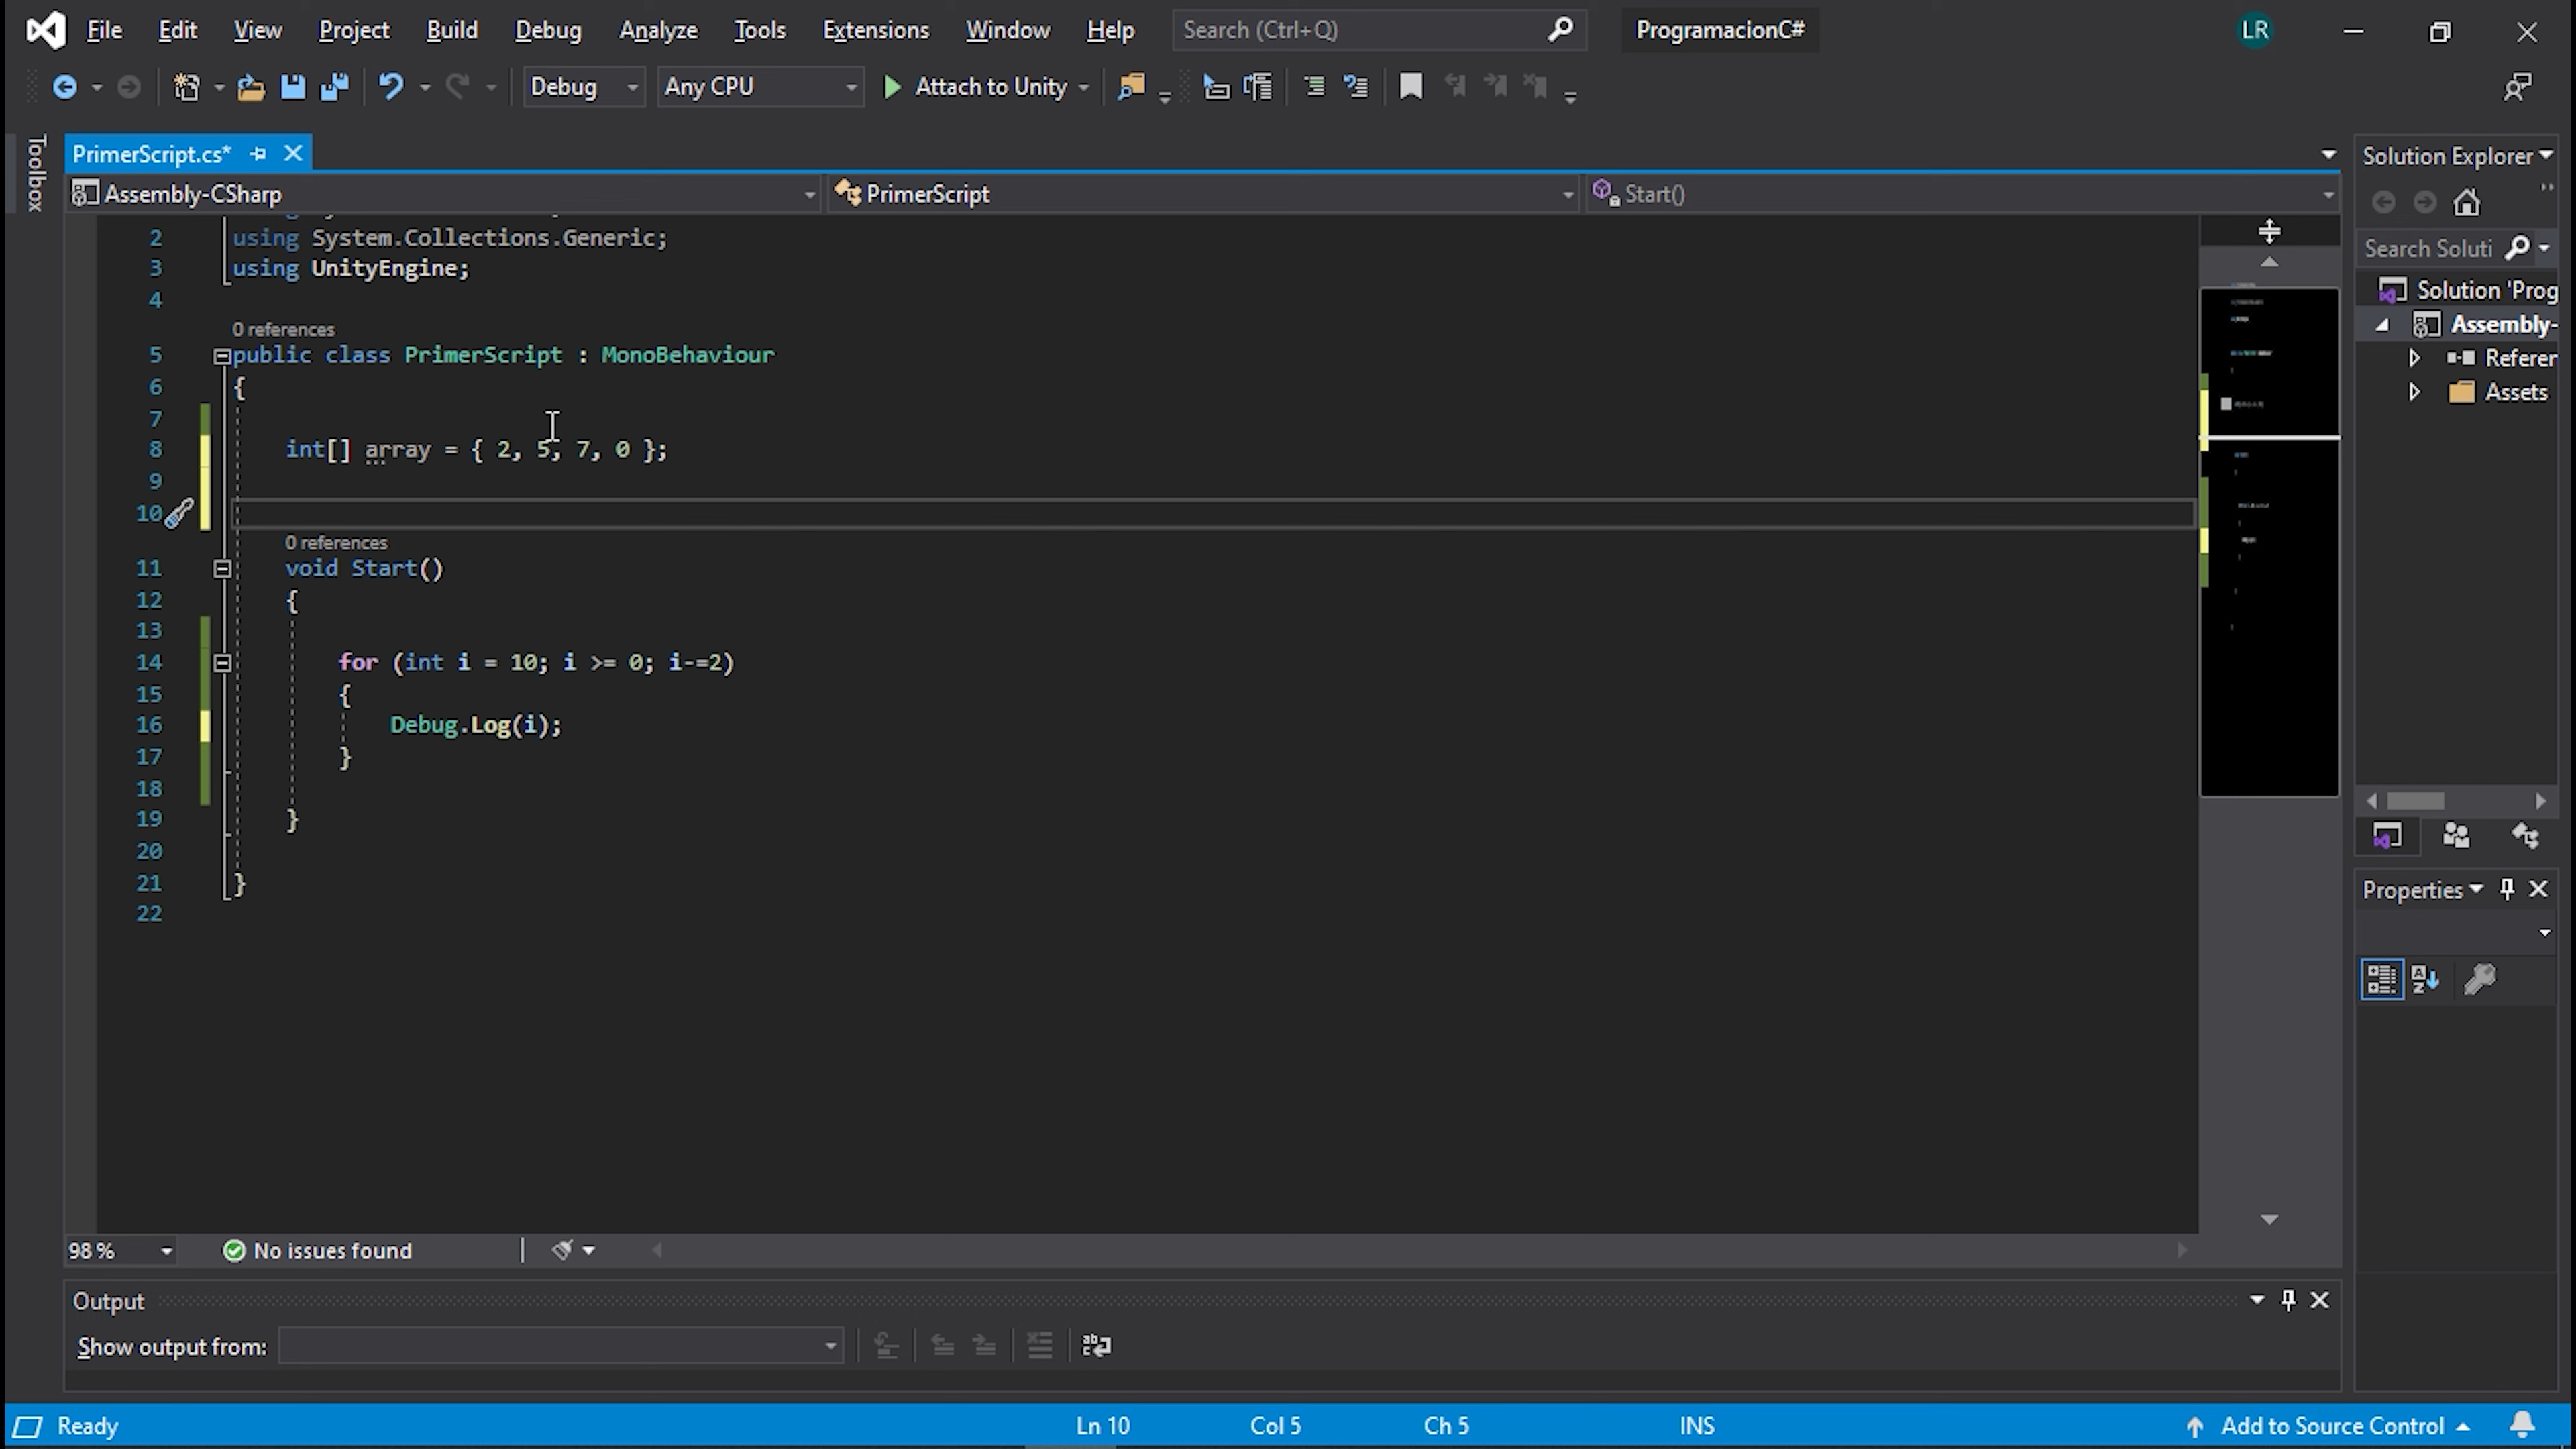 File Edit View Project Build Debug Analyze Tools Extensions Window Help Search (Ctrl+Q) ProgramacionC# LR
Debug Any CPU Attach to Unity
Toolbox
PrimerScript.cs*
Assembly-CSharp PrimerScript Start()
2 using System.Collections.Generic;
3 using UnityEngine;
4
0 references
5 public class PrimerScript : MonoBehaviour
6 {
7
8 int[] array = { 2, 5, 7, 0 };
9
10
0 references
11 void Start()
12 {
13
14 for (int i = 10; i >= 0; i-=2)
15 {
16 Debug.Log(i);
17 }
18
19 }
20
21 }
22
98 % No issues found
Output
Show output from:
Solution Explorer
Search Soluti
Solution 'Prog
Assembly-
Referer
Assets
Properties
Ready Ln 10 Col 5 Ch 5 INS Add to Source Control